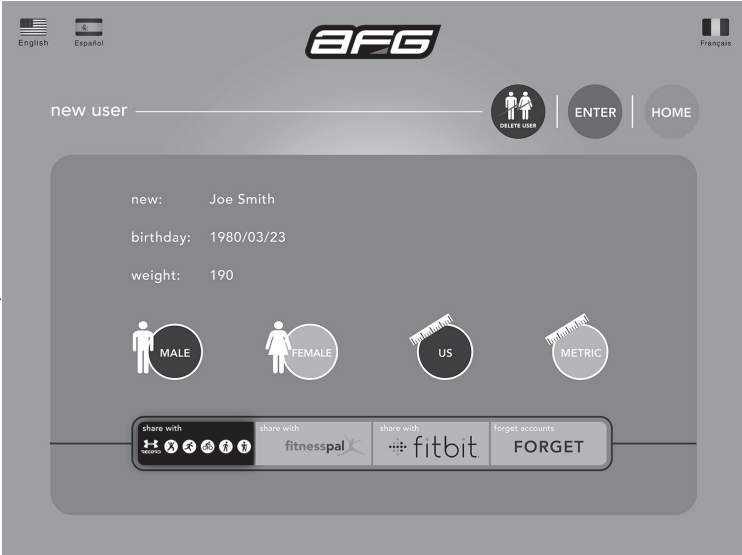 English
Español
AFG
Français
new user
DELETE USER
ENTER
HOME
new: Joe Smith
birthday: 1980/03/23
weight: 190
MALE
FEMALE
US
METRIC
share with
RECORD
share with
fitnesspal
share with
fitbit
forget accounts
FORGET